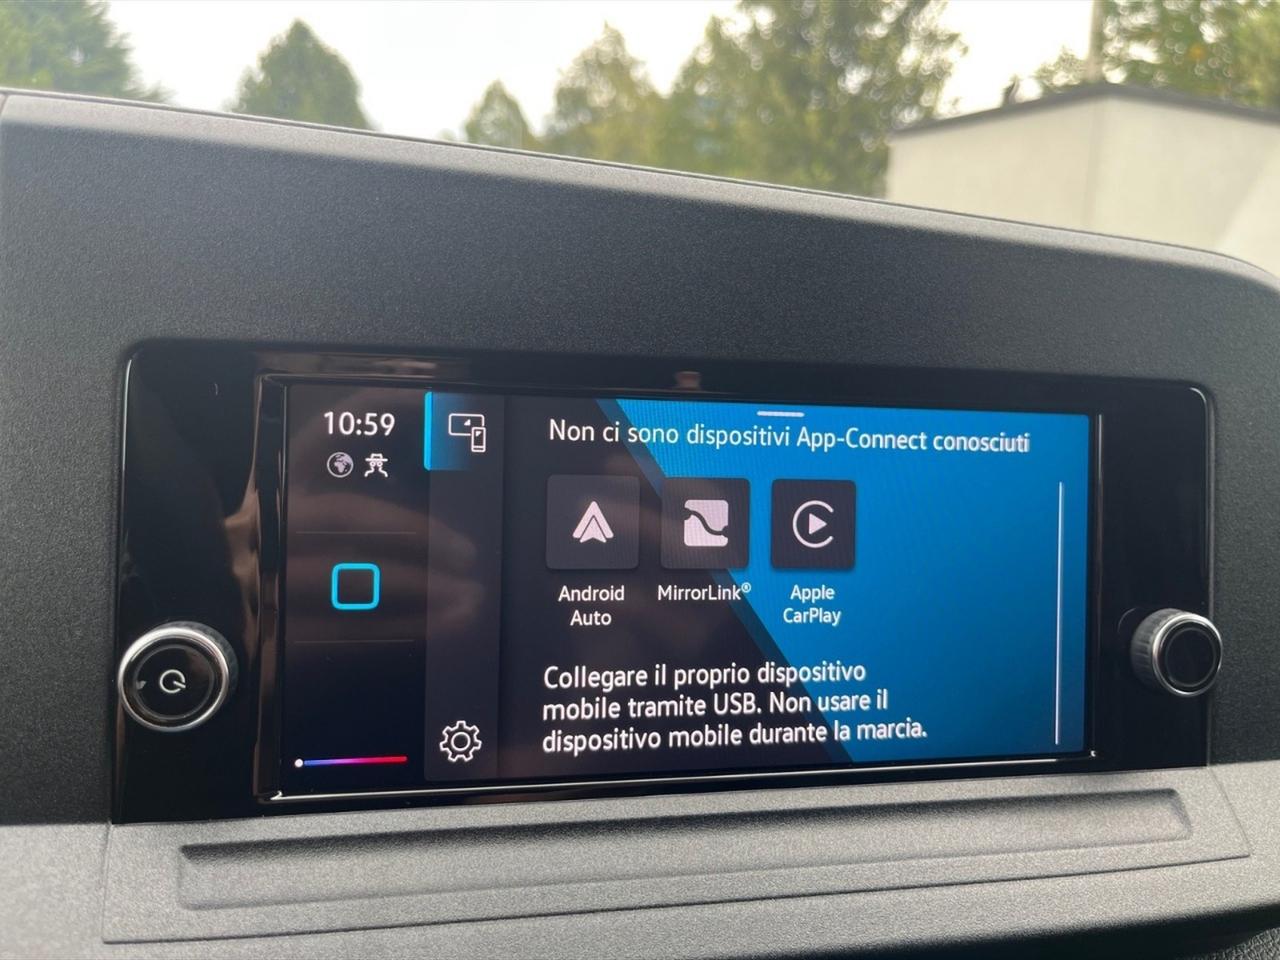 10:59
Non ci sono dispositivi App-Connect conosciuti
Android
Auto
MirrorLink®
Apple
CarPlay
Collegare il proprio dispositivo
mobile tramite USB. Non usare il
dispositivo mobile durante la marcia.